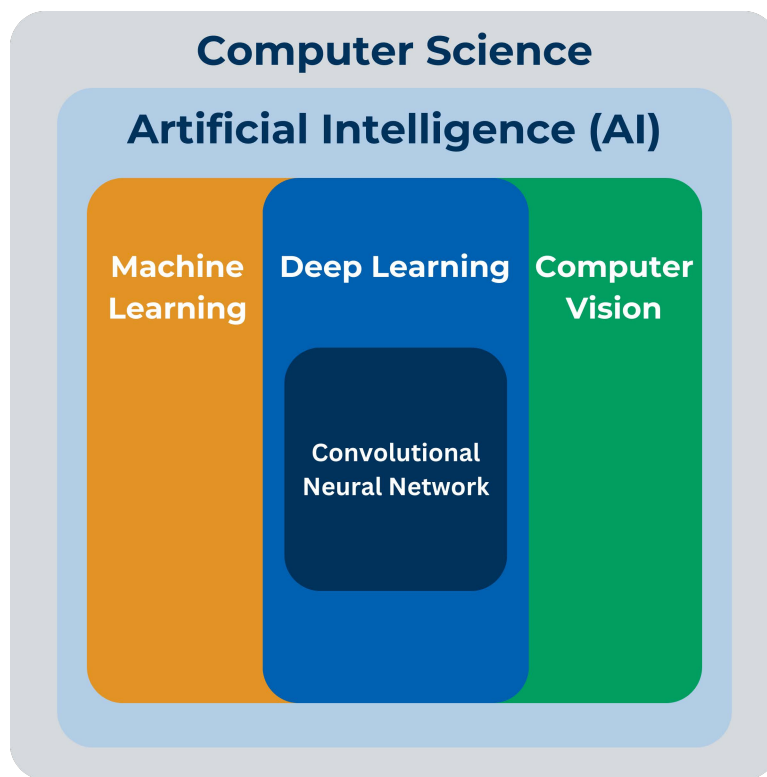 Computer Science
Artificial Intelligence (AI)
Machine
Learning
Deep Learning
Computer
Vision
Convolutional
Neural Network